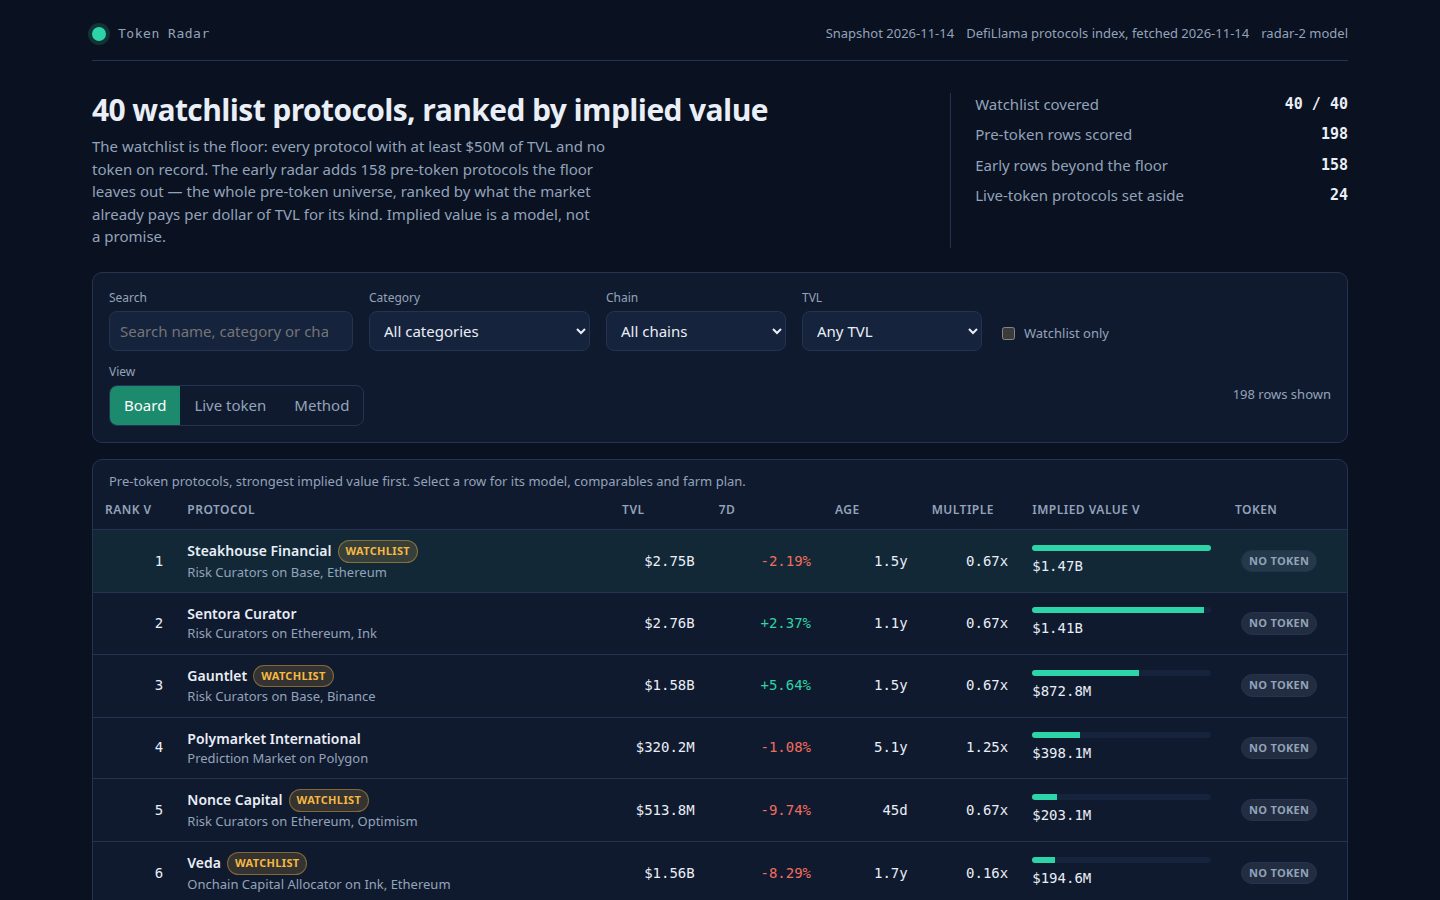 Token Radar
Snapshot 2026-11-14 DefiLlama protocols index, fetched 2026-11-14 radar-2 model
40 watchlist protocols, ranked by implied value
The watchlist is the floor: every protocol with at least $50M of TVL and no
token on record. The early radar adds 158 pre-token protocols the floor
leaves out — the whole pre-token universe, ranked by what the market
already pays per dollar of TVL for its kind. Implied value is a model, not
a promise.
Watchlist covered 40 / 40
Pre-token rows scored 198
Early rows beyond the floor 158
Live-token protocols set aside 24
Search Category Chain TVL
Search name, category or cha All categories All chains Any TVL Watchlist only
View
Board Live token Method 198 rows shown
Pre-token protocols, strongest implied value first. Select a row for its model, comparables and farm plan.
RANK V PROTOCOL TVL 7D AGE MULTIPLE IMPLIED VALUE V TOKEN
1 Steakhouse Financial WATCHLIST $2.75B -2.19% 1.5y 0.67x $1.47B NO TOKEN
Risk Curators on Base, Ethereum
2 Sentora Curator $2.76B +2.37% 1.1y 0.67x $1.41B NO TOKEN
Risk Curators on Ethereum, Ink
3 Gauntlet WATCHLIST $1.58B +5.64% 1.5y 0.67x $872.8M NO TOKEN
Risk Curators on Base, Binance
4 Polymarket International $320.2M -1.08% 5.1y 1.25x $398.1M NO TOKEN
Prediction Market on Polygon
5 Nonce Capital WATCHLIST $513.8M -9.74% 45d 0.67x $203.1M NO TOKEN
Risk Curators on Ethereum, Optimism
6 Veda WATCHLIST $1.56B -8.29% 1.7y 0.16x $194.6M NO TOKEN
Onchain Capital Allocator on Ink, Ethereum